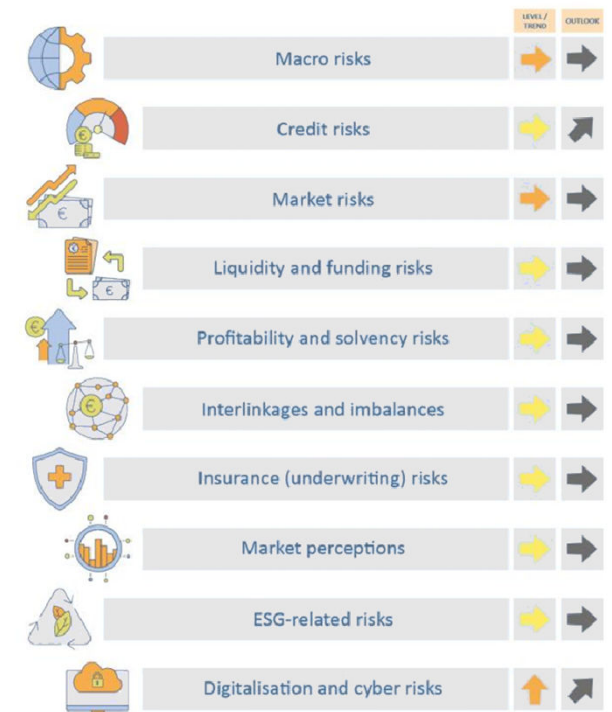 LEVEL /
TREND
OUTLOOK
Macro risks
Credit risks
Market risks
Liquidity and funding risks
Profitability and solvency risks
Interlinkages and imbalances
Insurance (underwriting) risks
Market perceptions
ESG-related risks
Digitalisation and cyber risks